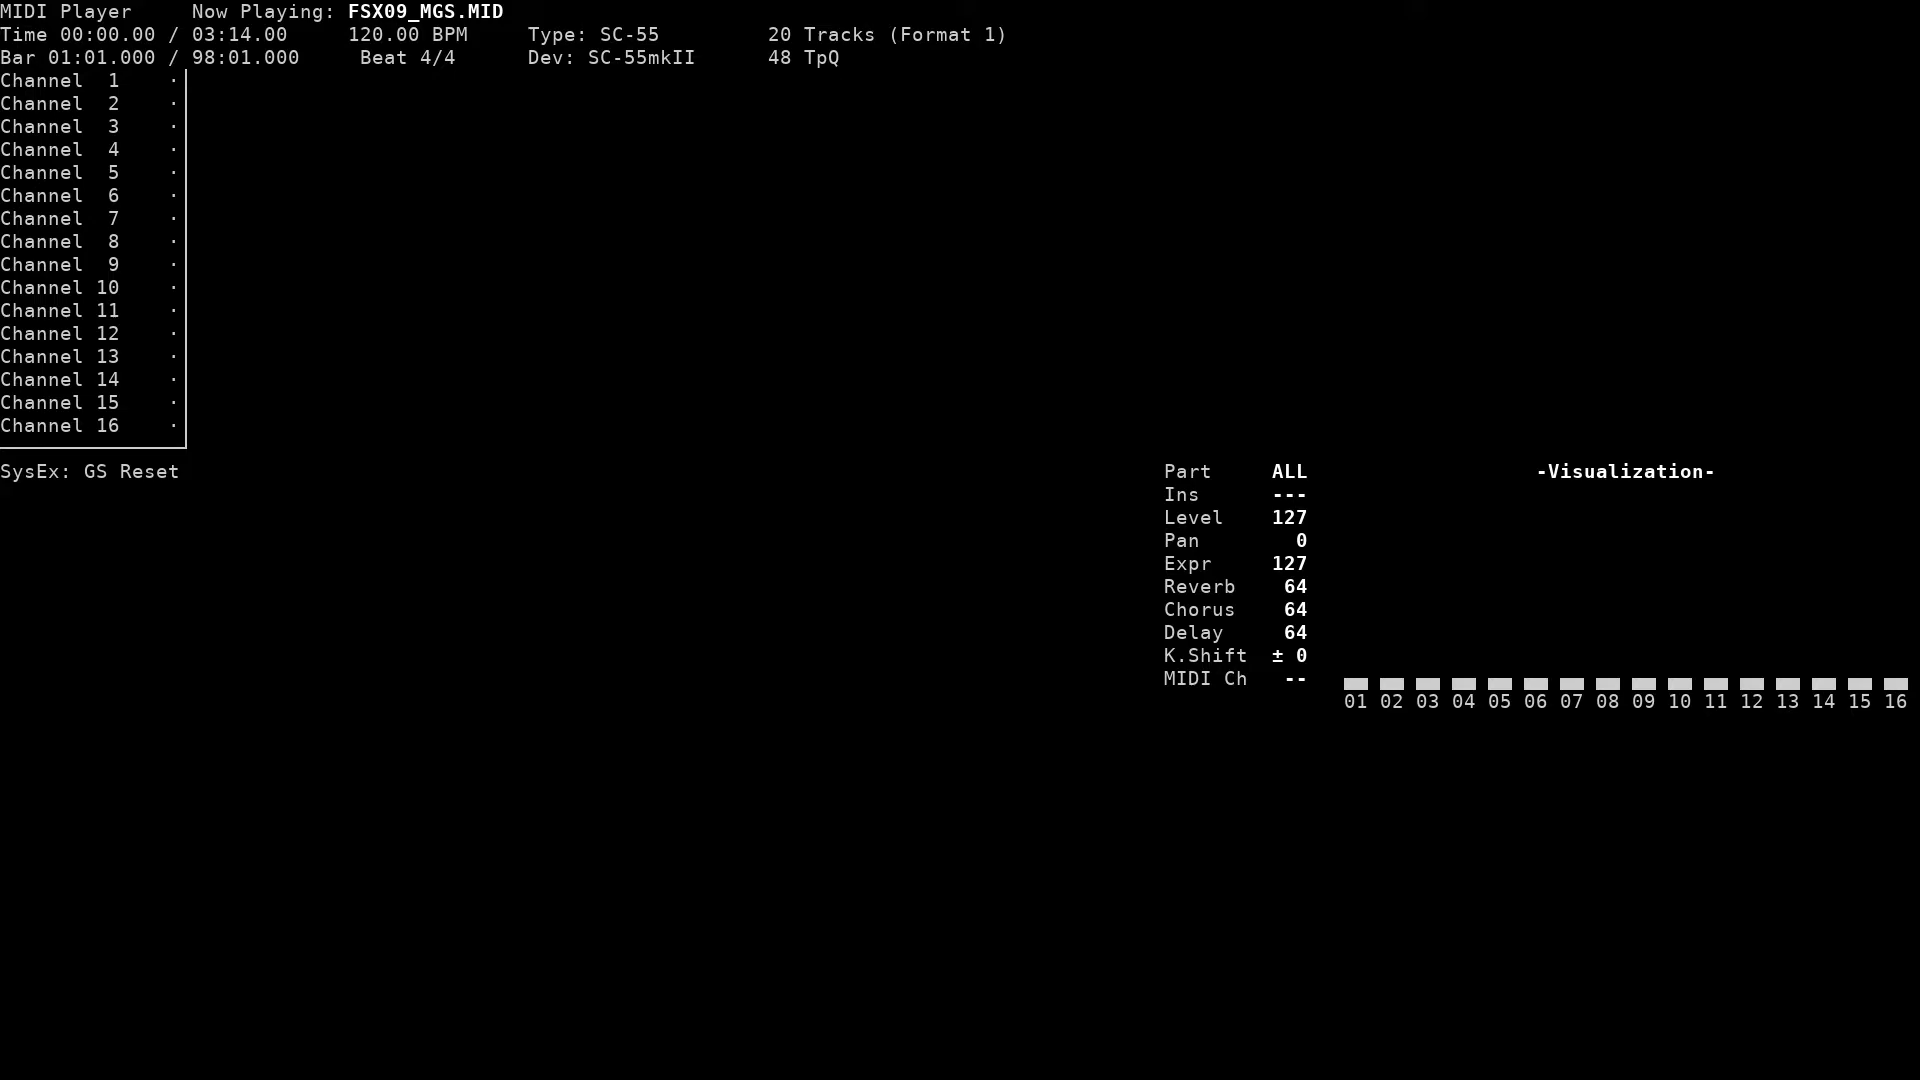 MIDI Player     Now Playing: FSX09_MGS.MID
Time 00:00.00 / 03:14.00     120.00 BPM     Type: SC-55         20 Tracks (Format 1)
Bar 01:01.000 / 98:01.000     Beat 4/4      Dev: SC-55mkII      48 TpQ
Channel  1    ·
Channel  2    ·
Channel  3    ·
Channel  4    ·
Channel  5    ·
Channel  6    ·
Channel  7    ·
Channel  8    ·
Channel  9    ·
Channel 10    ·
Channel 11    ·
Channel 12    ·
Channel 13    ·
Channel 14    ·
Channel 15    ·
Channel 16    ·
SysEx: GS Reset
Part     ALL
Ins      ---
Level    127
Pan        0
Expr     127
Reverb    64
Chorus    64
Delay     64
K.Shift  ± 0
MIDI Ch   --
-Visualization-
01 02 03 04 05 06 07 08 09 10 11 12 13 14 15 16